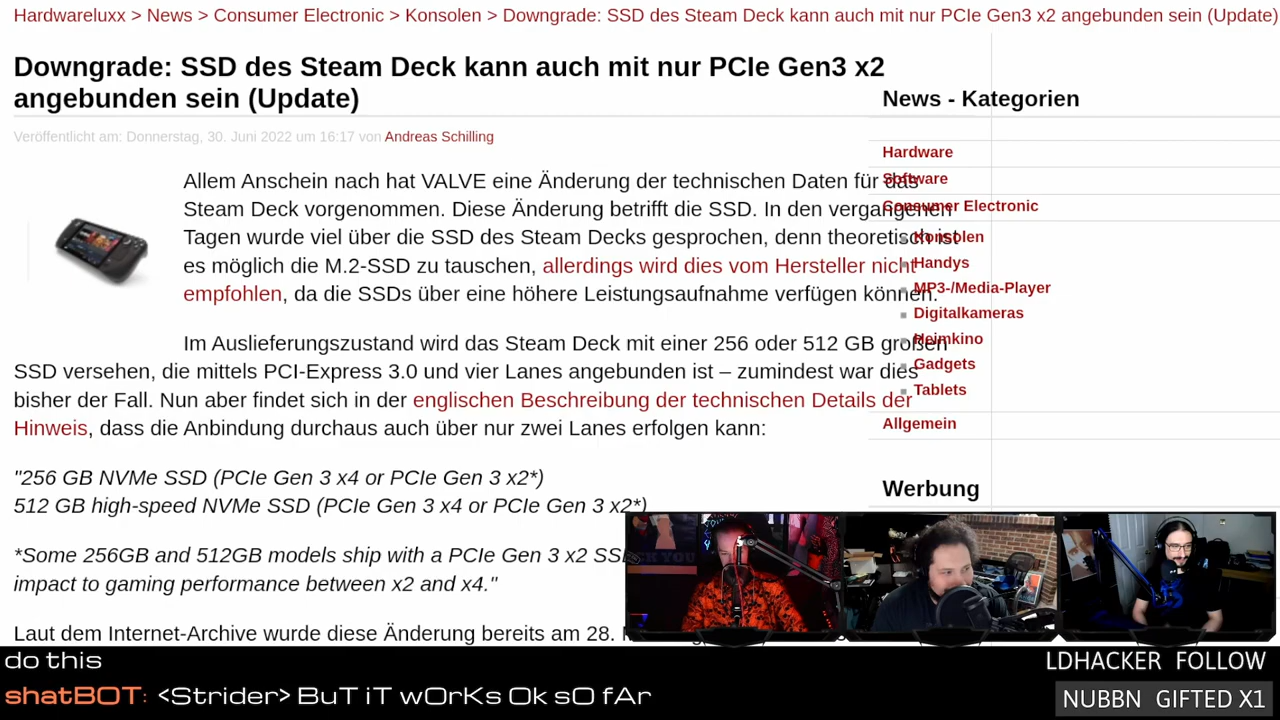 Hardwareluxx > News > Consumer Electronic > Konsolen > Downgrade: SSD des Steam Deck kann auch mit nur PCIe Gen3 x2 angebunden sein (Update)
Downgrade: SSD des Steam Deck kann auch mit nur PCIe Gen3 x2
angebunden sein (Update)
Veröffentlicht am: Donnerstag, 30. Juni 2022 um 16:17 von Andreas Schilling
Allem Anschein nach hat VALVE eine Änderung der technischen Daten für das
Steam Deck vorgenommen. Diese Änderung betrifft die SSD. In den vergangenen
Tagen wurde viel über die SSD des Steam Decks gesprochen, denn theoretisch ist
es möglich die M.2-SSD zu tauschen, allerdings wird dies vom Hersteller nicht
empfohlen, da die SSDs über eine höhere Leistungsaufnahme verfügen können.
Im Auslieferungszustand wird das Steam Deck mit einer 256 oder 512 GB großen
SSD versehen, die mittels PCI-Express 3.0 und vier Lanes angebunden ist – zumindest war dies
bisher der Fall. Nun aber findet sich in der englischen Beschreibung der technischen Details der
Hinweis, dass die Anbindung durchaus auch über nur zwei Lanes erfolgen kann:
"256 GB NVMe SSD (PCIe Gen 3 x4 or PCIe Gen 3 x2*)
512 GB high-speed NVMe SSD (PCIe Gen 3 x4 or PCIe Gen 3 x2*)
*Some 256GB and 512GB models ship with a PCIe Gen 3 x2 SSD
impact to gaming performance between x2 and x4."
Laut dem Internet-Archive wurde diese Änderung bereits am 28.
News - Kategorien
Hardware
Software
Consumer Electronic
Konsolen
Handys
MP3-/Media-Player
Digitalkameras
Heimkino
Gadgets
Tablets
Allgemein
Werbung
do this
shatBOT: <Strider> BuT iT wOrKs Ok sO fAr
LDHACKER FOLLOW
NUBBN GIFTED X1